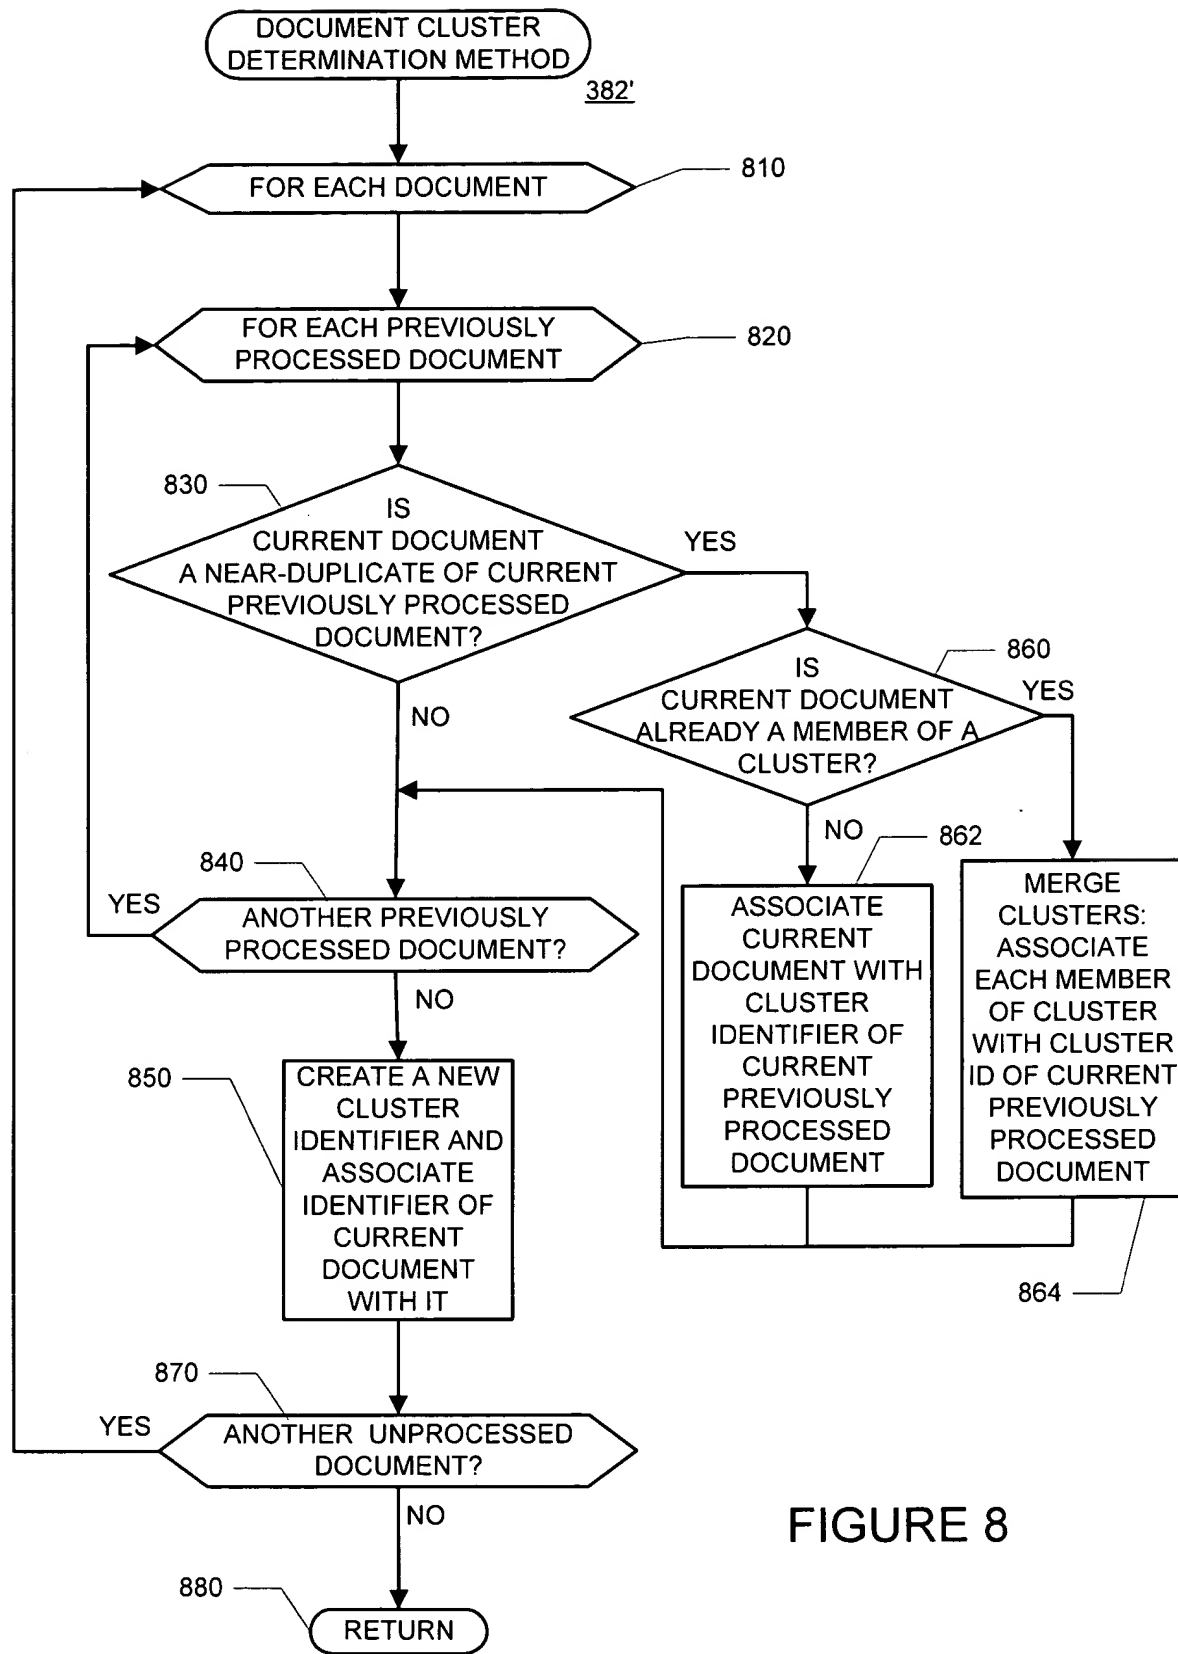 DOCUMENT CLUSTER
DETERMINATION METHOD
382'
FOR EACH DOCUMENT
810
FOR EACH PREVIOUSLY
PROCESSED DOCUMENT
820
830
IS
CURRENT DOCUMENT
A NEAR-DUPLICATE OF CURRENT
PREVIOUSLY PROCESSED
DOCUMENT?
YES
NO
860
IS
CURRENT DOCUMENT
ALREADY A MEMBER OF A
CLUSTER?
YES
NO
862
ASSOCIATE
CURRENT
DOCUMENT WITH
CLUSTER
IDENTIFIER OF
CURRENT
PREVIOUSLY
PROCESSED
DOCUMENT
MERGE
CLUSTERS:
ASSOCIATE
EACH MEMBER
OF CLUSTER
WITH CLUSTER
ID OF CURRENT
PREVIOUSLY
PROCESSED
DOCUMENT
864
840
YES
ANOTHER PREVIOUSLY
PROCESSED DOCUMENT?
NO
850
CREATE A NEW
CLUSTER
IDENTIFIER AND
ASSOCIATE
IDENTIFIER OF
CURRENT
DOCUMENT
WITH IT
870
YES
ANOTHER UNPROCESSED
DOCUMENT?
NO
880
RETURN
FIGURE 8